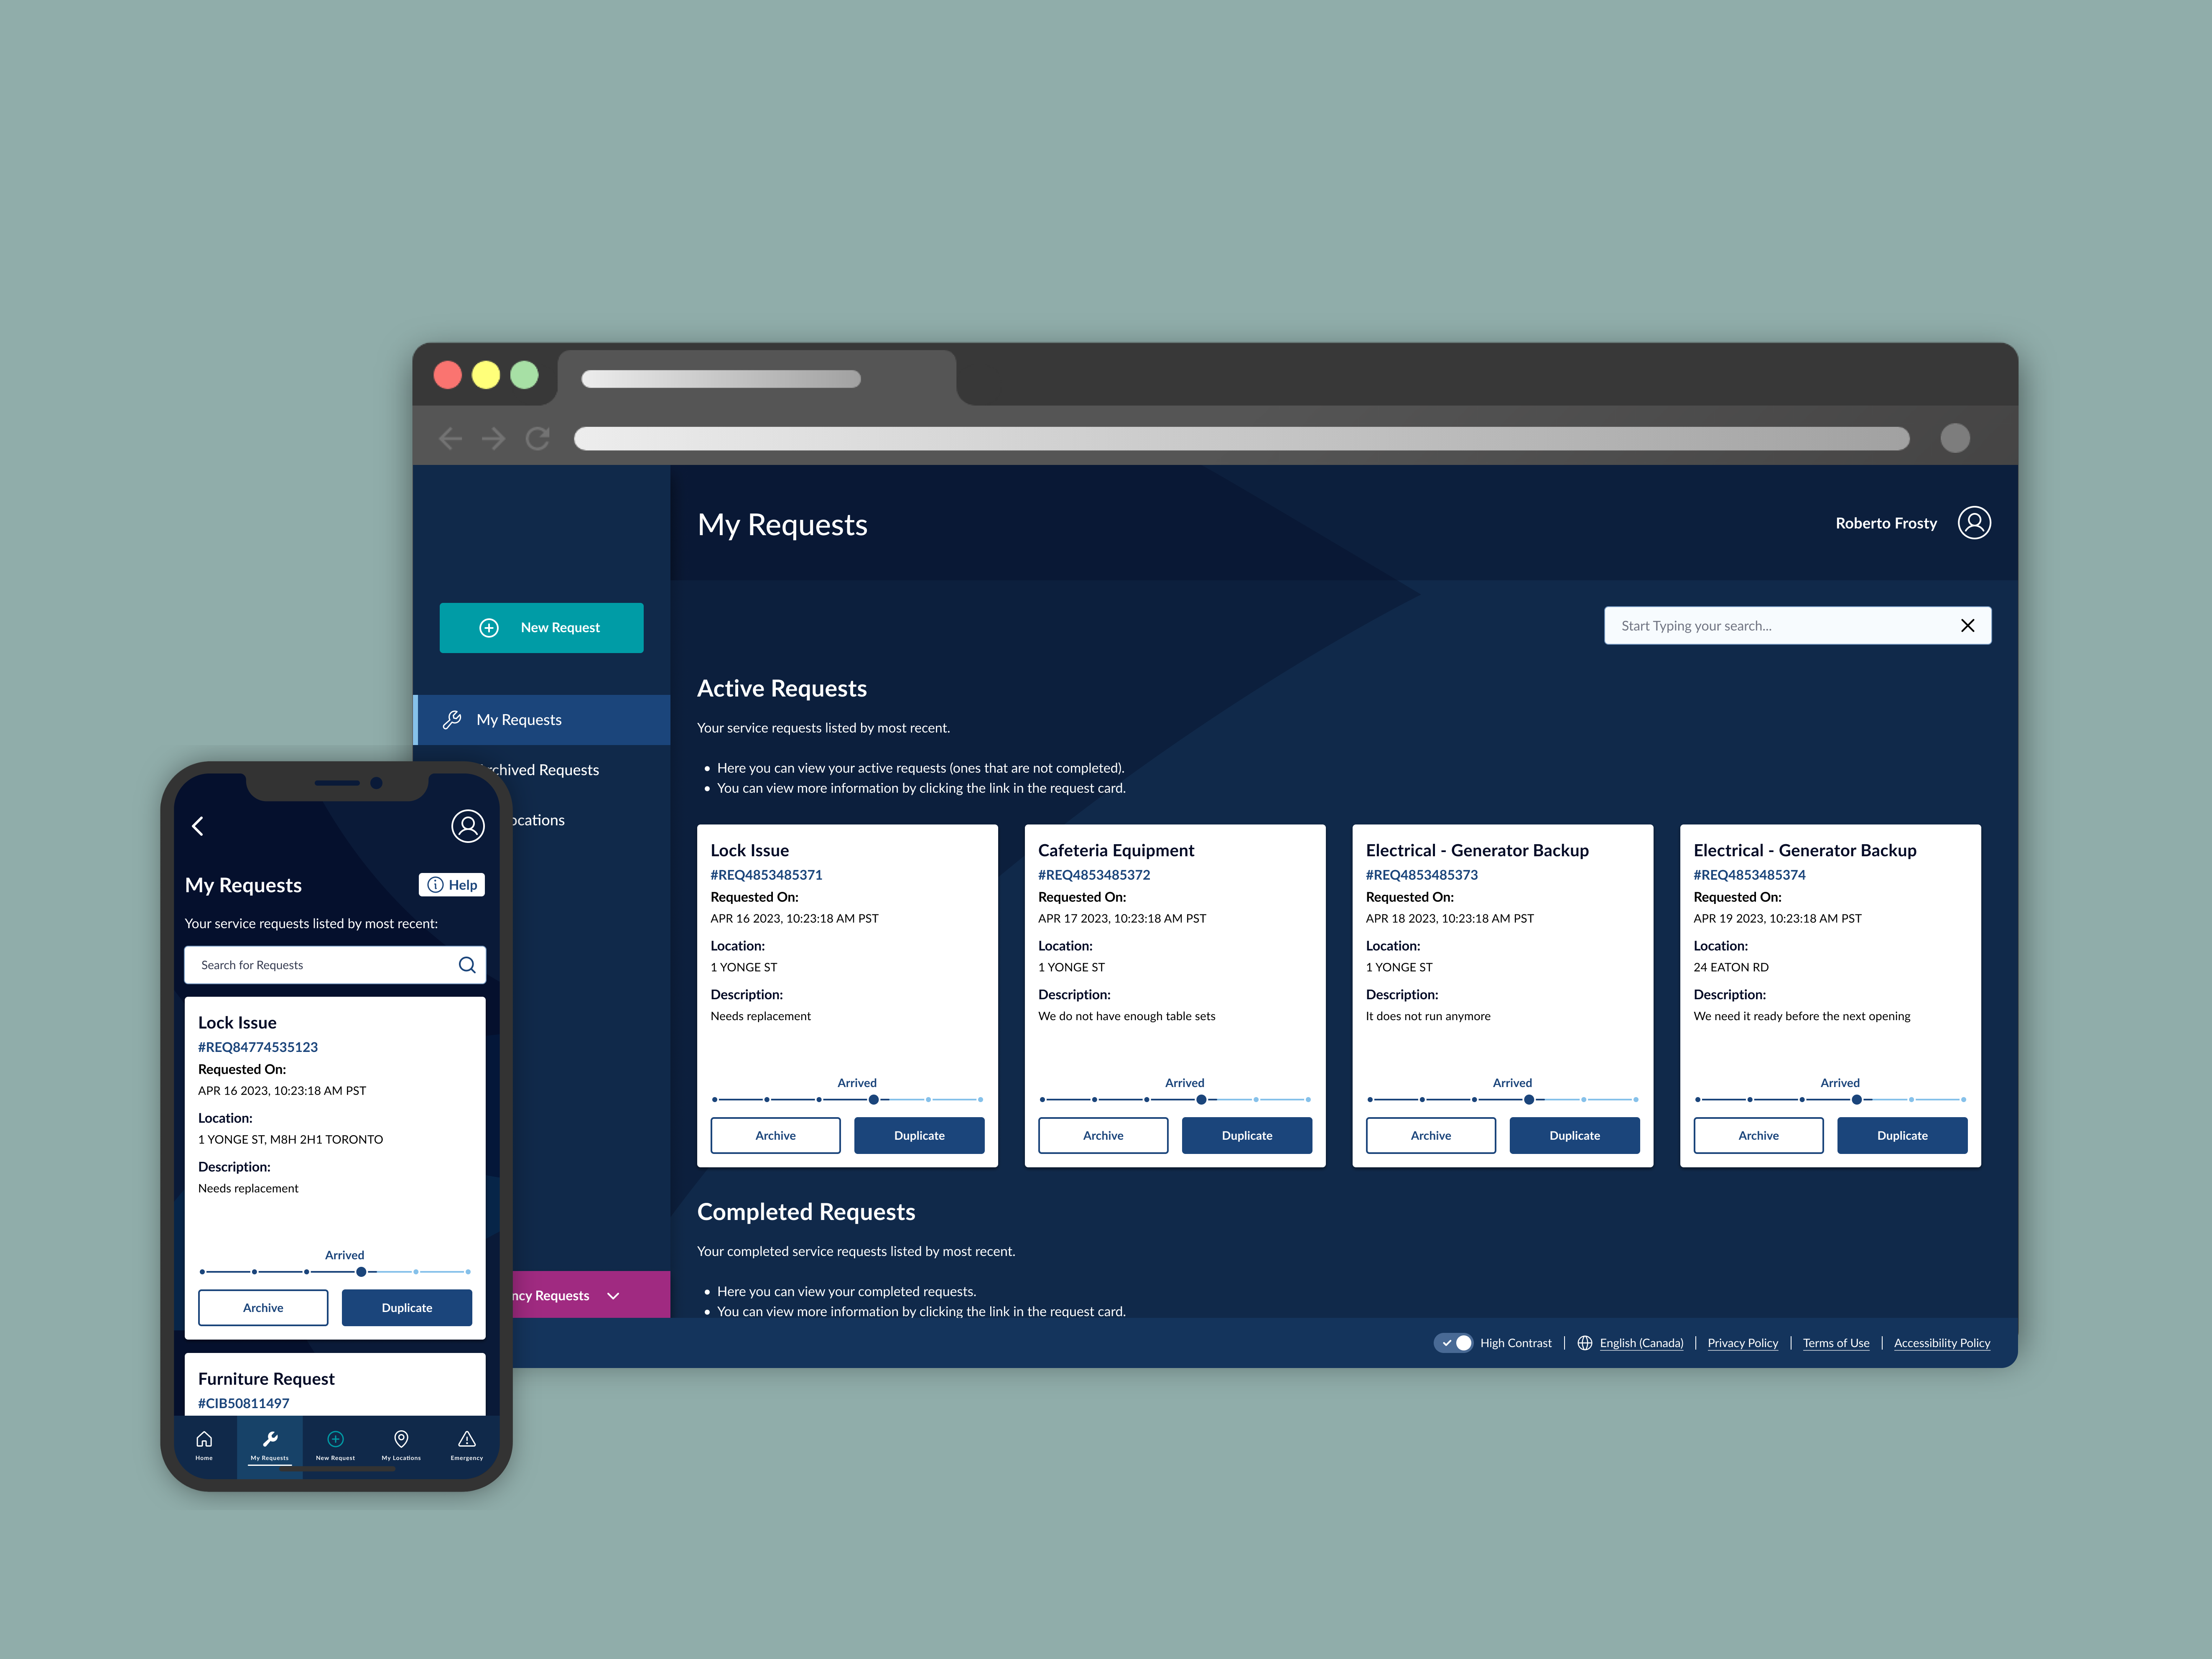 My Requests
Roberto Frosty
New Request
Start Typing your search...
My Requests
Requests
Active Requests
Your service requests listed by most recent.
• Here you can view your active requests (ones that are not completed).
• You can view more information by clicking the link in the request card.
Lock Issue
#REQ4853485371
Requested On:
APR 16 2023, 10:23:18 AM PST
Location:
1 YONGE ST
Description:
Needs replacement
Arrived
Archive
Duplicate
Cafeteria Equipment
#REQ4853485372
Requested On:
APR 17 2023, 10:23:18 AM PST
Location:
1 YONGE ST
Description:
We do not have enough table sets
Arrived
Archive
Duplicate
Electrical - Generator Backup
#REQ4853485373
Requested On:
APR 18 2023, 10:23:18 AM PST
Location:
1 YONGE ST
Description:
It does not run anymore
Arrived
Archive
Duplicate
Electrical - Generator Backup
#REQ4853485374
Requested On:
APR 19 2023, 10:23:18 AM PST
Location:
24 EATON RD
Description:
We need it ready before the next opening
Arrived
Archive
Duplicate
Completed Requests
Your completed service requests listed by most recent.
• Here you can view your completed requests.
• You can view more information by clicking the link in the request card.
Requests
High Contrast | English (Canada) | Privacy Policy | Terms of Use | Accessibility Policy
My Requests
Help
Your service requests listed by most recent:
Search for Requests
Lock Issue
#REQ84774535123
Requested On:
APR 16 2023, 10:23:18 AM PST
Location:
1 YONGE ST, M8H 2H1 TORONTO
Description:
Needs replacement
Arrived
Archive
Duplicate
Furniture Request
#CIB50811497
Home
My Requests
New Request
My Locations
Emergency